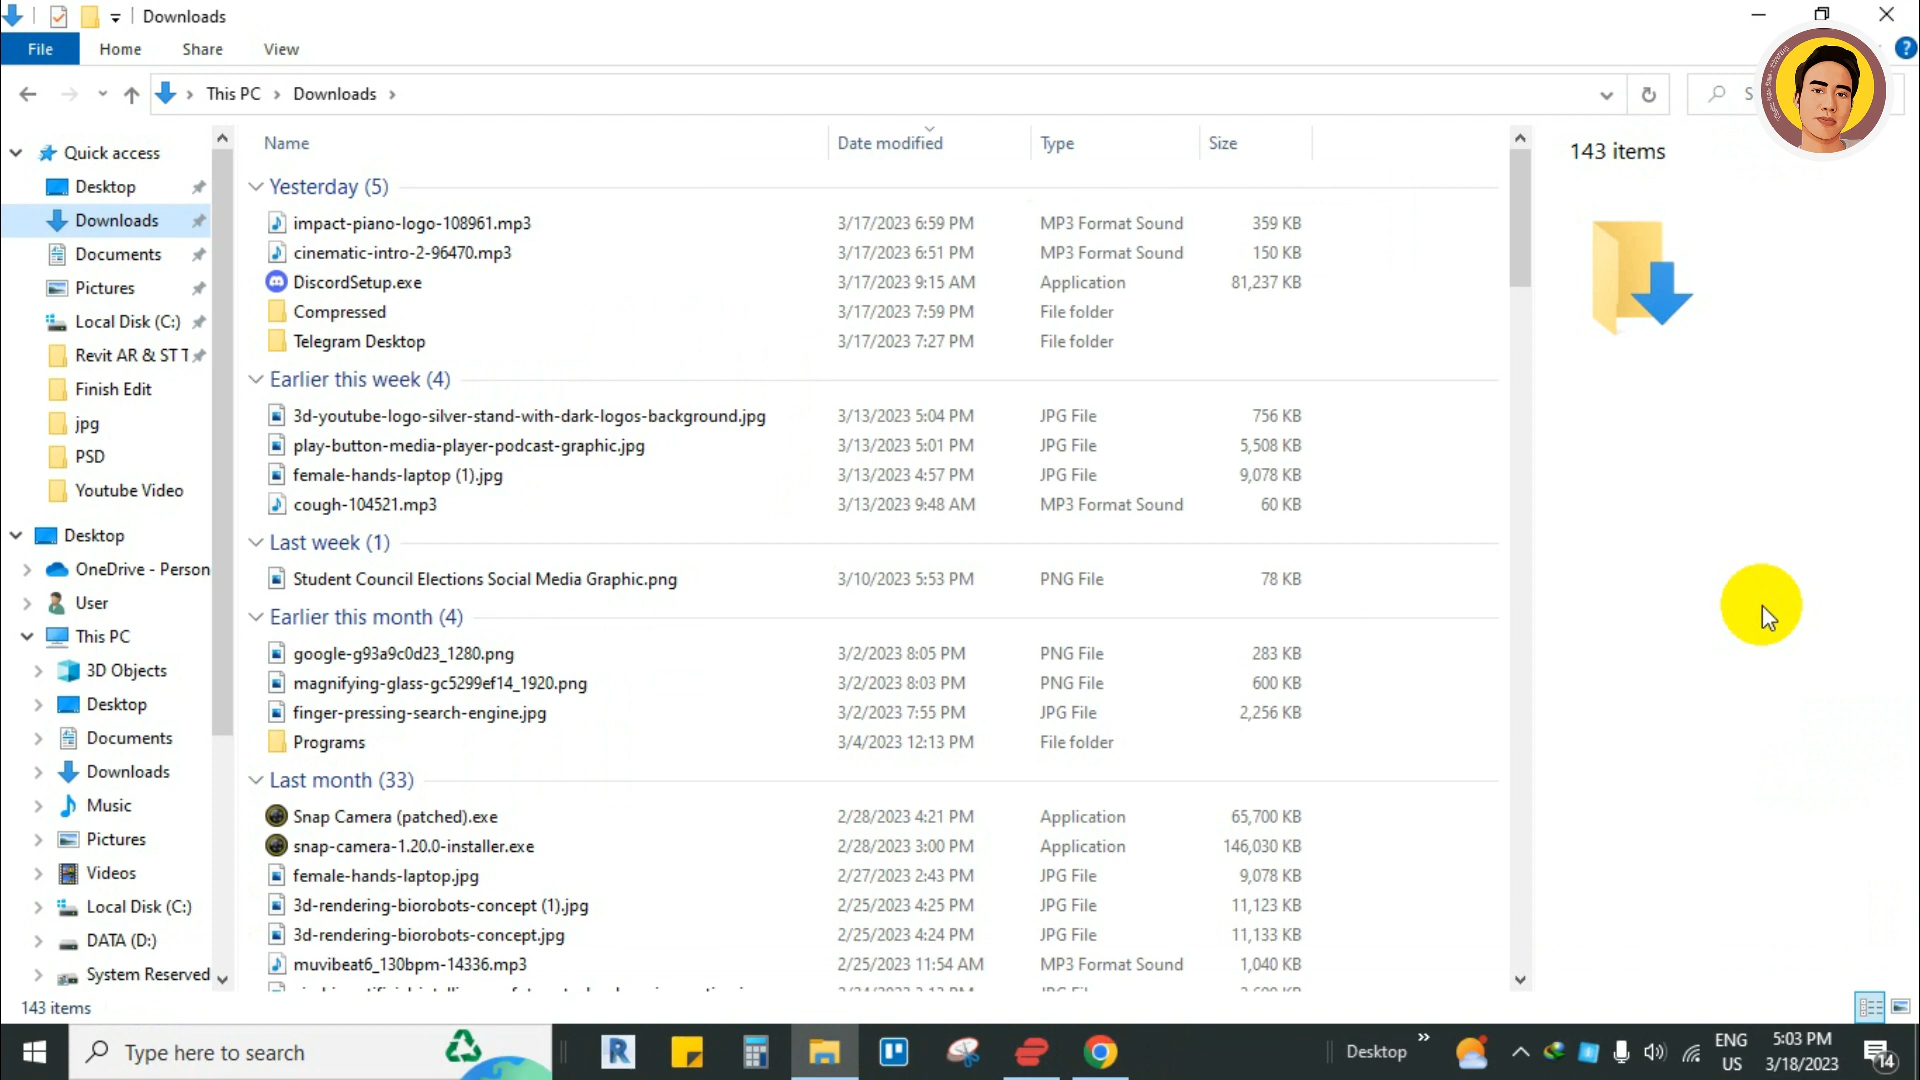 Downloads
File Home Share View
This PC Downloads
S
Quick access
Desktop
Downloads
Documents
Pictures
Local Disk (C:)
Revit AR & ST T
Finish Edit
jpg
PSD
Youtube Video
Desktop
OneDrive - Person
User
This PC
3D Objects
Desktop
Documents
Downloads
Music
Pictures
Videos
Local Disk (C:)
DATA (D:)
System Reserved
Name Date modified Type Size
Yesterday (5)
impact-piano-logo-108961.mp3 3/17/2023 6:59 PM MP3 Format Sound 359 KB
cinematic-intro-2-96470.mp3 3/17/2023 6:51 PM MP3 Format Sound 150 KB
DiscordSetup.exe 3/17/2023 9:15 AM Application 81,237 KB
Compressed 3/17/2023 7:59 PM File folder
Telegram Desktop 3/17/2023 7:27 PM File folder
Earlier this week (4)
3d-youtube-logo-silver-stand-with-dark-logos-background.jpg 3/13/2023 5:04 PM JPG File 756 KB
play-button-media-player-podcast-graphic.jpg 3/13/2023 5:01 PM JPG File 5,508 KB
female-hands-laptop (1).jpg 3/13/2023 4:57 PM JPG File 9,078 KB
cough-104521.mp3 3/13/2023 9:48 AM MP3 Format Sound 60 KB
Last week (1)
Student Council Elections Social Media Graphic.png 3/10/2023 5:53 PM PNG File 78 KB
Earlier this month (4)
google-g93a9c0d23_1280.png 3/2/2023 8:05 PM PNG File 283 KB
magnifying-glass-gc5299ef14_1920.png 3/2/2023 8:03 PM PNG File 600 KB
finger-pressing-search-engine.jpg 3/2/2023 7:55 PM JPG File 2,256 KB
Programs 3/4/2023 12:13 PM File folder
Last month (33)
Snap Camera (patched).exe 2/28/2023 4:21 PM Application 65,700 KB
snap-camera-1.20.0-installer.exe 2/28/2023 3:00 PM Application 146,030 KB
female-hands-laptop.jpg 2/27/2023 2:43 PM JPG File 9,078 KB
3d-rendering-biorobots-concept (1).jpg 2/25/2023 4:25 PM JPG File 11,123 KB
3d-rendering-biorobots-concept.jpg 2/25/2023 4:24 PM JPG File 11,133 KB
muvibeat6_130bpm-14336.mp3 2/25/2023 11:54 AM MP3 Format Sound 1,040 KB
143 items
143 items
Type here to search
R
Desktop
ENG
US
5:03 PM
3/18/2023
14